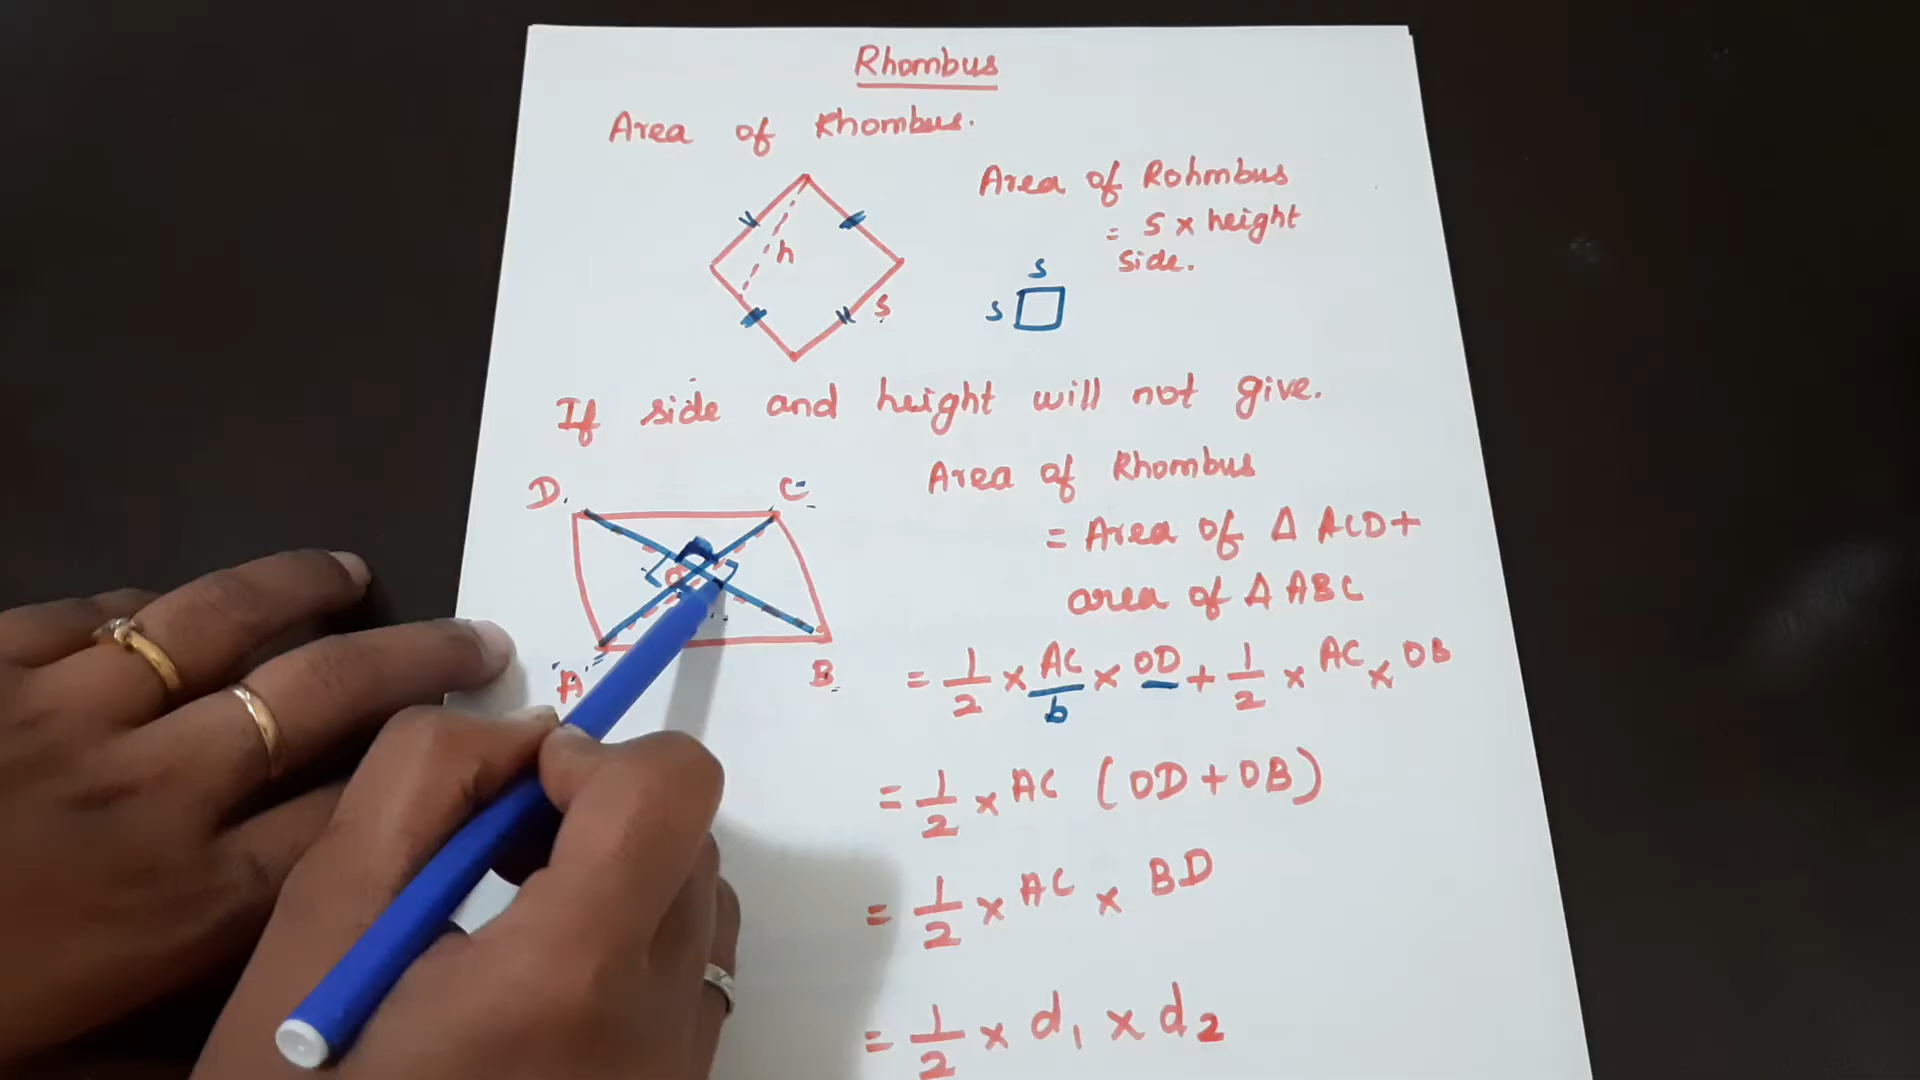 Rhombus
Area of Rhombus.
Area of Rohmbus
= S x height
side.
h
S
S
S
If side and height will not give.
D.
C
O
A
B
Area of Rhombus
= Area of Δ ACD+
area of Δ ABC
= 1/2 x AC x OD + 1/2 x AC x OB
b
= 1/2 x AC (OD + OB)
= 1/2 x AC x BD
= 1/2 x d₁ x d₂